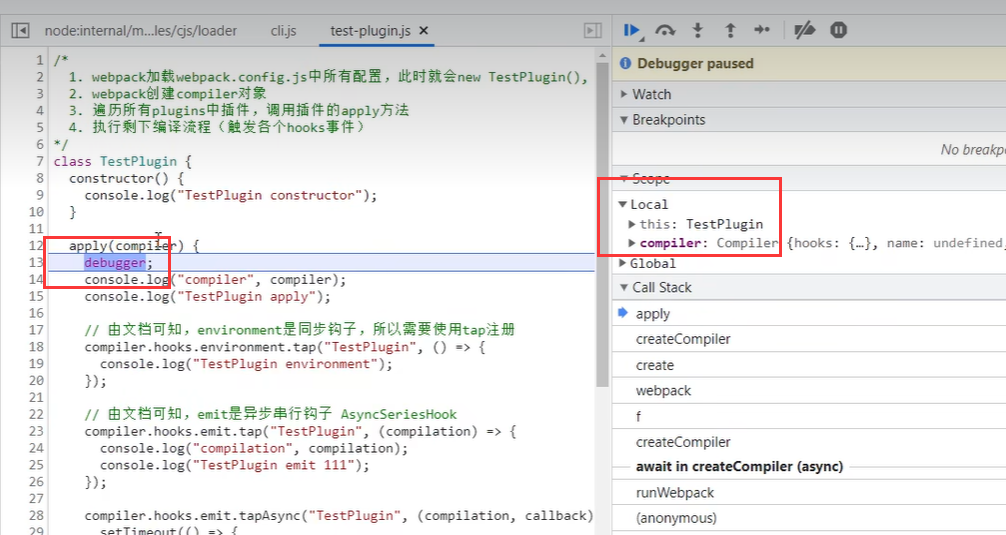 node:internal/m...les/cjs/loader cli.js test-plugin.js ×
1 /*
2 1. webpack加载webpack.config.js中所有配置，此时就会new TestPlugin(),
3 2. webpack创建compiler对象
4 3. 遍历所有plugins中插件，调用插件的apply方法
5 4. 执行剩下编译流程（触发各个hooks事件）
6 */
7 class TestPlugin {
8 constructor() {
9 console.log("TestPlugin constructor");
10 }
11
12 apply(compiler) {
13 debugger;
14 console.log("compiler", compiler);
15 console.log("TestPlugin apply");
16
17 // 由文档可知，environment是同步钩子，所以需要使用tap注册
18 compiler.hooks.environment.tap("TestPlugin", () => {
19 console.log("TestPlugin environment");
20 });
21
22 // 由文档可知，emit是异步串行钩子 AsyncSeriesHook
23 compiler.hooks.emit.tap("TestPlugin", (compilation) => {
24 console.log("compilation", compilation);
25 console.log("TestPlugin emit 111");
26 });
27
28 compiler.hooks.emit.tapAsync("TestPlugin", (compilation, callback)
29 setTimeout(() => {
Debugger paused
Watch
Breakpoints
No breakp
Scope
Local
this: TestPlugin
compiler: Compiler {hooks: {…}, name: undefined,
Global
Call Stack
apply
createCompiler
create
webpack
f
createCompiler
await in createCompiler (async)
runWebpack
(anonymous)